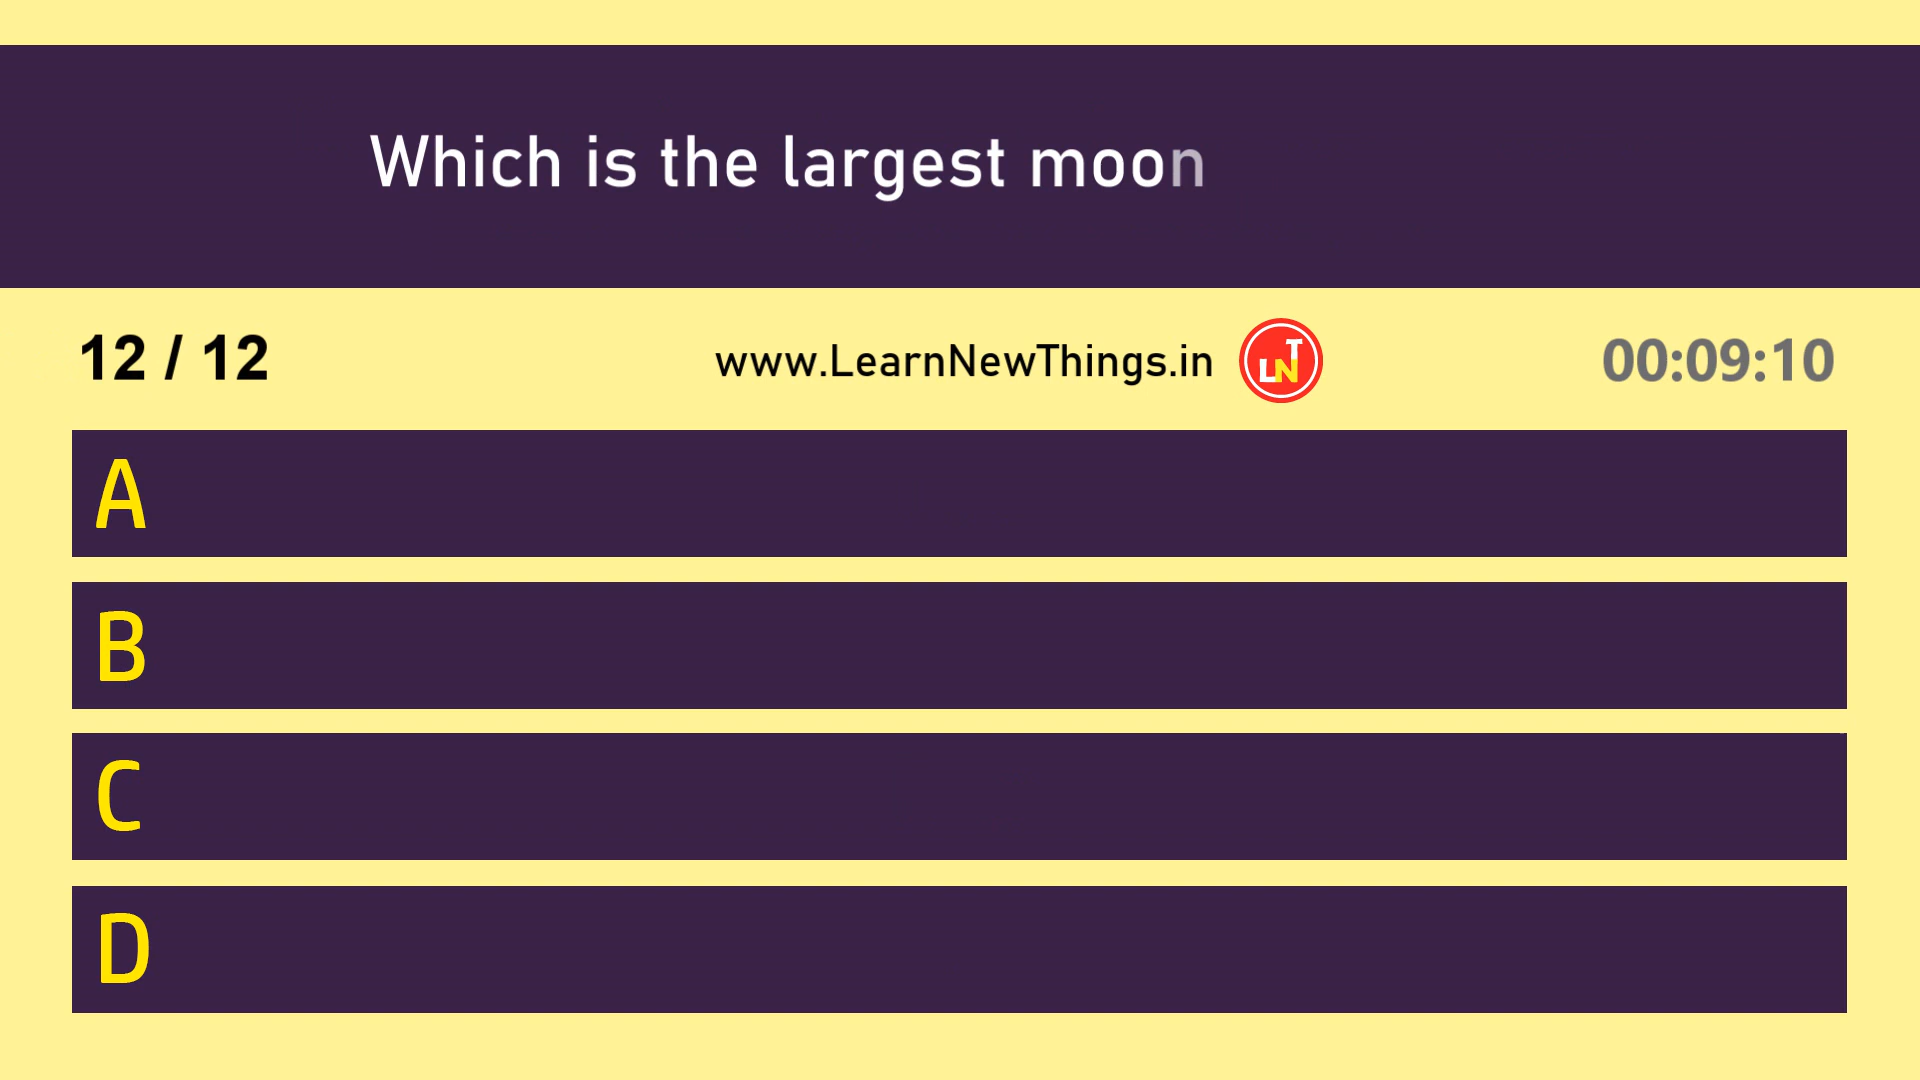 Which is the largest moon
12 / 12
www.LearnNewThings.in
LNT
00:09:10
A
B
C
D